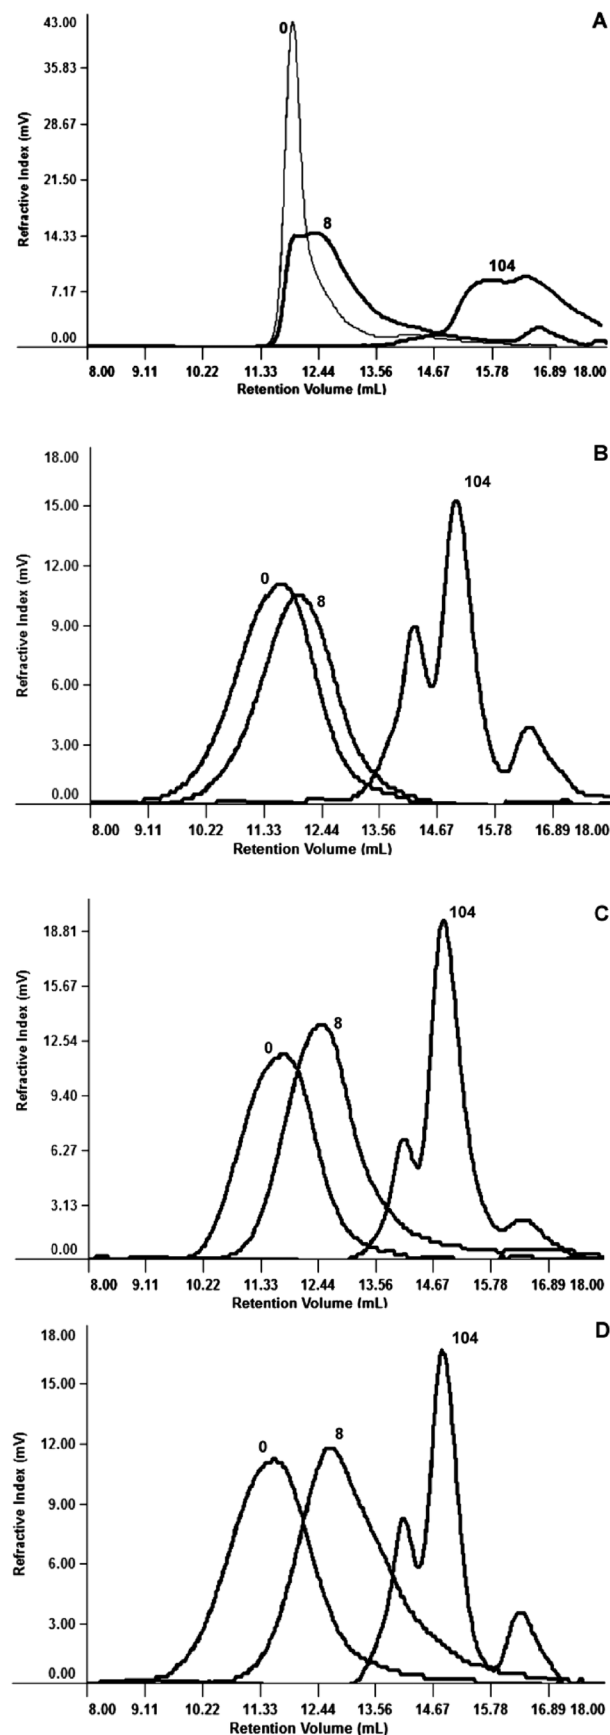 A
43.00
0
35.83
28.67
21.50
14.33
8
7.17
104
0.00
Refractive Index (mV)
8.00 9.11 10.22 11.33 12.44 13.56 14.67 15.78 16.89 18.00
Retention Volume (mL)
B
18.00
104
15.00
12.00
0
8
9.00
6.00
3.00
0.00
Refractive Index (mV)
8.00 9.11 10.22 11.33 12.44 13.56 14.67 15.78 16.89 18.00
Retention Volume (mL)
C
104
18.81
15.67
12.54
8
0
9.40
6.27
3.13
0.00
Refractive Index (mV)
8.00 9.11 10.22 11.33 12.44 13.56 14.67 15.78 16.89 18.00
Retention Volume (mL)
D
18.00
104
15.00
12.00
0
8
9.00
6.00
3.00
0.00
Refractive Index (mV)
8.00 9.11 10.22 11.33 12.44 13.56 14.67 15.78 16.89 18.00
Retention Volume (mL)